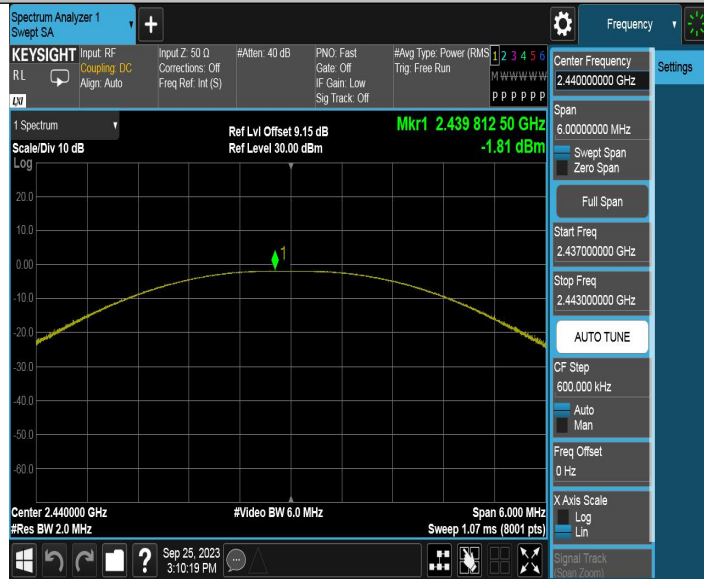 Spectrum Analyzer 1
Swept SA
+
Frequency
KEYSIGHT
RL
LXI
Input: RF
Coupling: DC
Align: Auto
Input Z: 50 Ω
Corrections: Off
Freq Ref: Int (S)
#Atten: 40 dB
PNO: Fast
Gate: Off
IF Gain: Low
Sig Track: Off
#Avg Type: Power (RMS
Trig: Free Run
1 2 3 4 5 6
M W W W W W
P P P P P P
1 Spectrum
Scale/Div 10 dB
Ref Lvl Offset 9.15 dB
Ref Level 30.00 dBm
Mkr1 2.439 812 50 GHz
-1.81 dBm
Log
20.0
10.0
0.00
-10.0
-20.0
-30.0
-40.0
-50.0
-60.0
1
Center 2.440000 GHz
#Res BW 2.0 MHz
#Video BW 6.0 MHz
Span 6.000 MHz
Sweep 1.07 ms (8001 pts)
?
Sep 25, 2023
3:10:19 PM
Center Frequency
2.440000000 GHz
Span
6.00000000 MHz
Swept Span
Zero Span
Full Span
Start Freq
2.437000000 GHz
Stop Freq
2.443000000 GHz
AUTO TUNE
CF Step
600.000 kHz
Auto
Man
Freq Offset
0 Hz
X Axis Scale
Log
Lin
Signal Track
(Span Zoom)
Settings